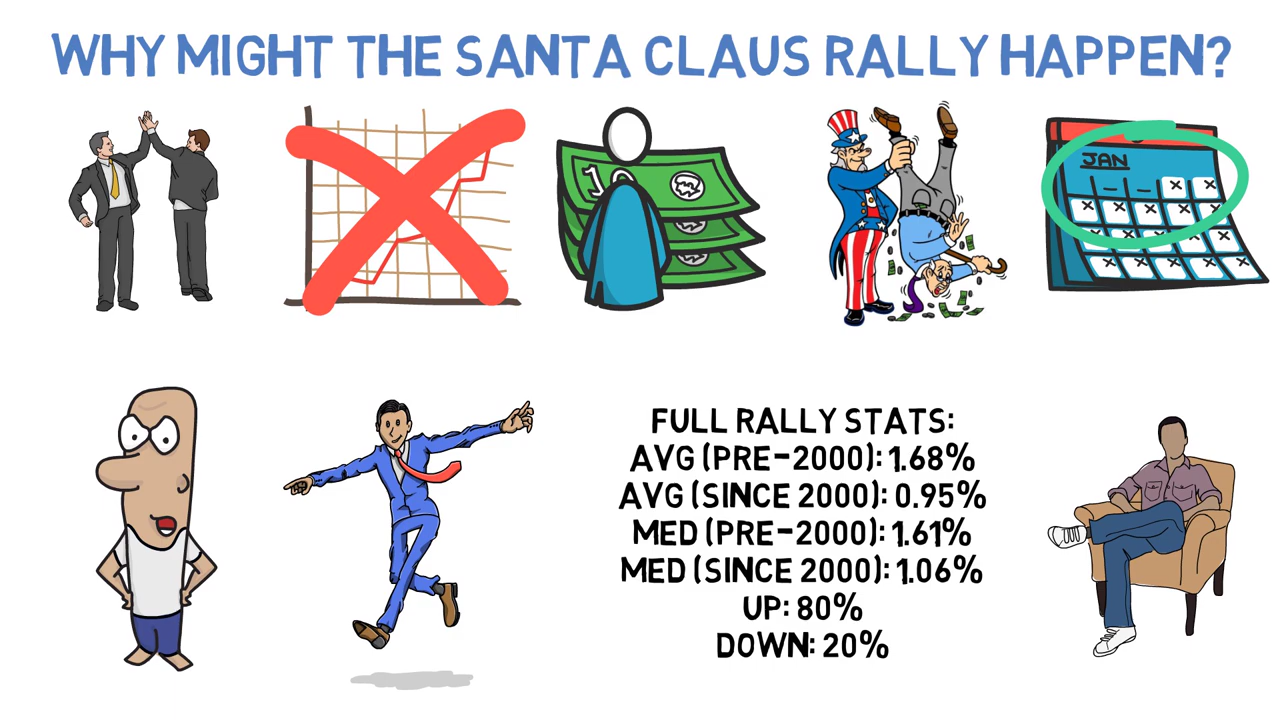 WHY MIGHT THE SANTA CLAUS RALLY HAPPEN?
JAN
FULL RALLY STATS:
AVG (PRE-2000): 1.68%
AVG (SINCE 2000): 0.95%
MED (PRE-2000): 1.61%
MED (SINCE 2000): 1.06%
UP: 80%
DOWN: 20%